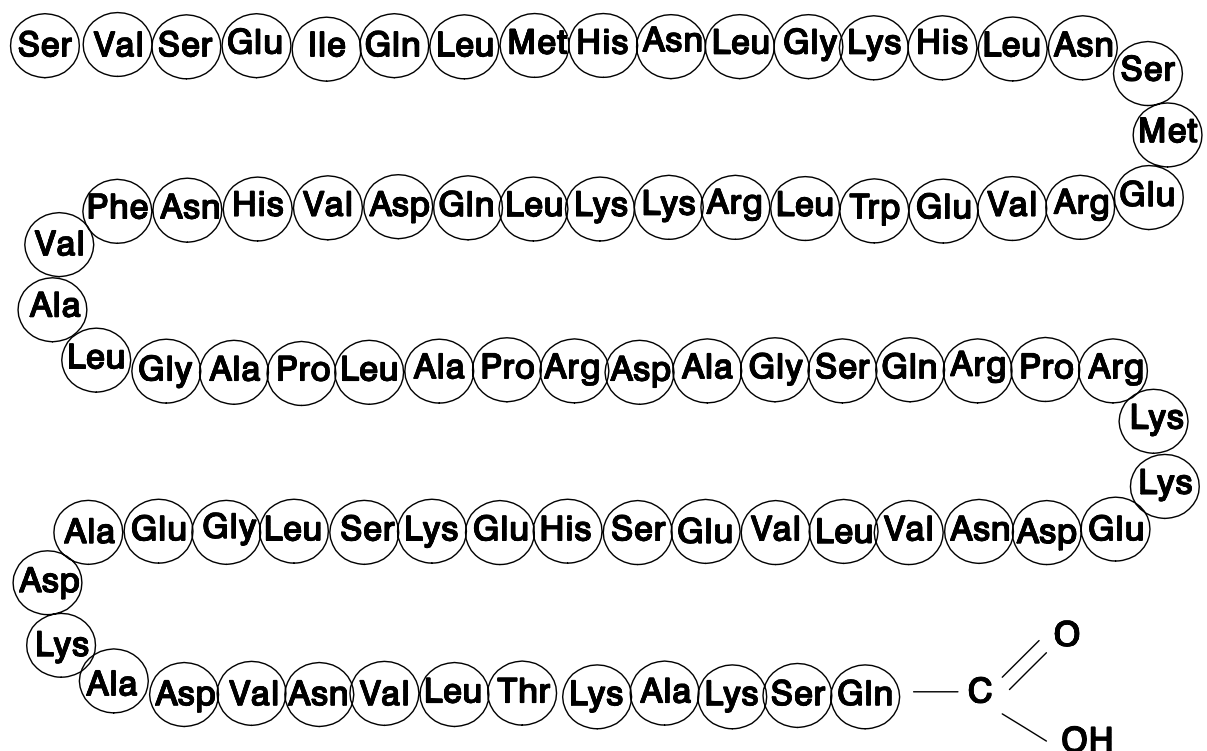 Ser Val Ser Glu Ile Gln Leu Met His Asn Leu Gly Lys His Leu Asn
Ser
Met
Phe Asn His Val Asp Gln Leu Lys Lys Arg Leu Trp Glu Val Arg Glu
Val
Ala
Leu Gly Ala Pro Leu Ala Pro Arg Asp Ala Gly Ser Gln Arg Pro Arg
Lys
Lys
Ala Glu Gly Leu Ser Lys Glu His Ser Glu Val Leu Val Asn Asp Glu
Asp
Lys
O
Ala Asp Val Asn Val Leu Thr Lys Ala Lys Ser Gln C
OH